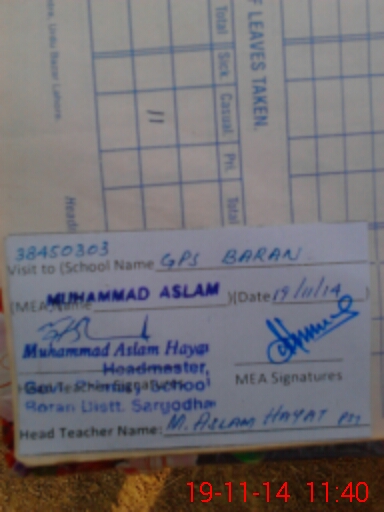 F LEAVES TAKEN.
Total Sick Casual Pri. Total
11
38450303
Visit to (School Name GPS BARAN
(MEA Name MUHAMMAD ASLAM )(Date 19/11/14 )
Muhammad Aslam Hayat
Headmaster,
Govt. Primary School
MEA Signatures
Boran Distt. Sargodha
Head Teacher Name: M. ASLAM HAYAT PST
19-11-14 11:40